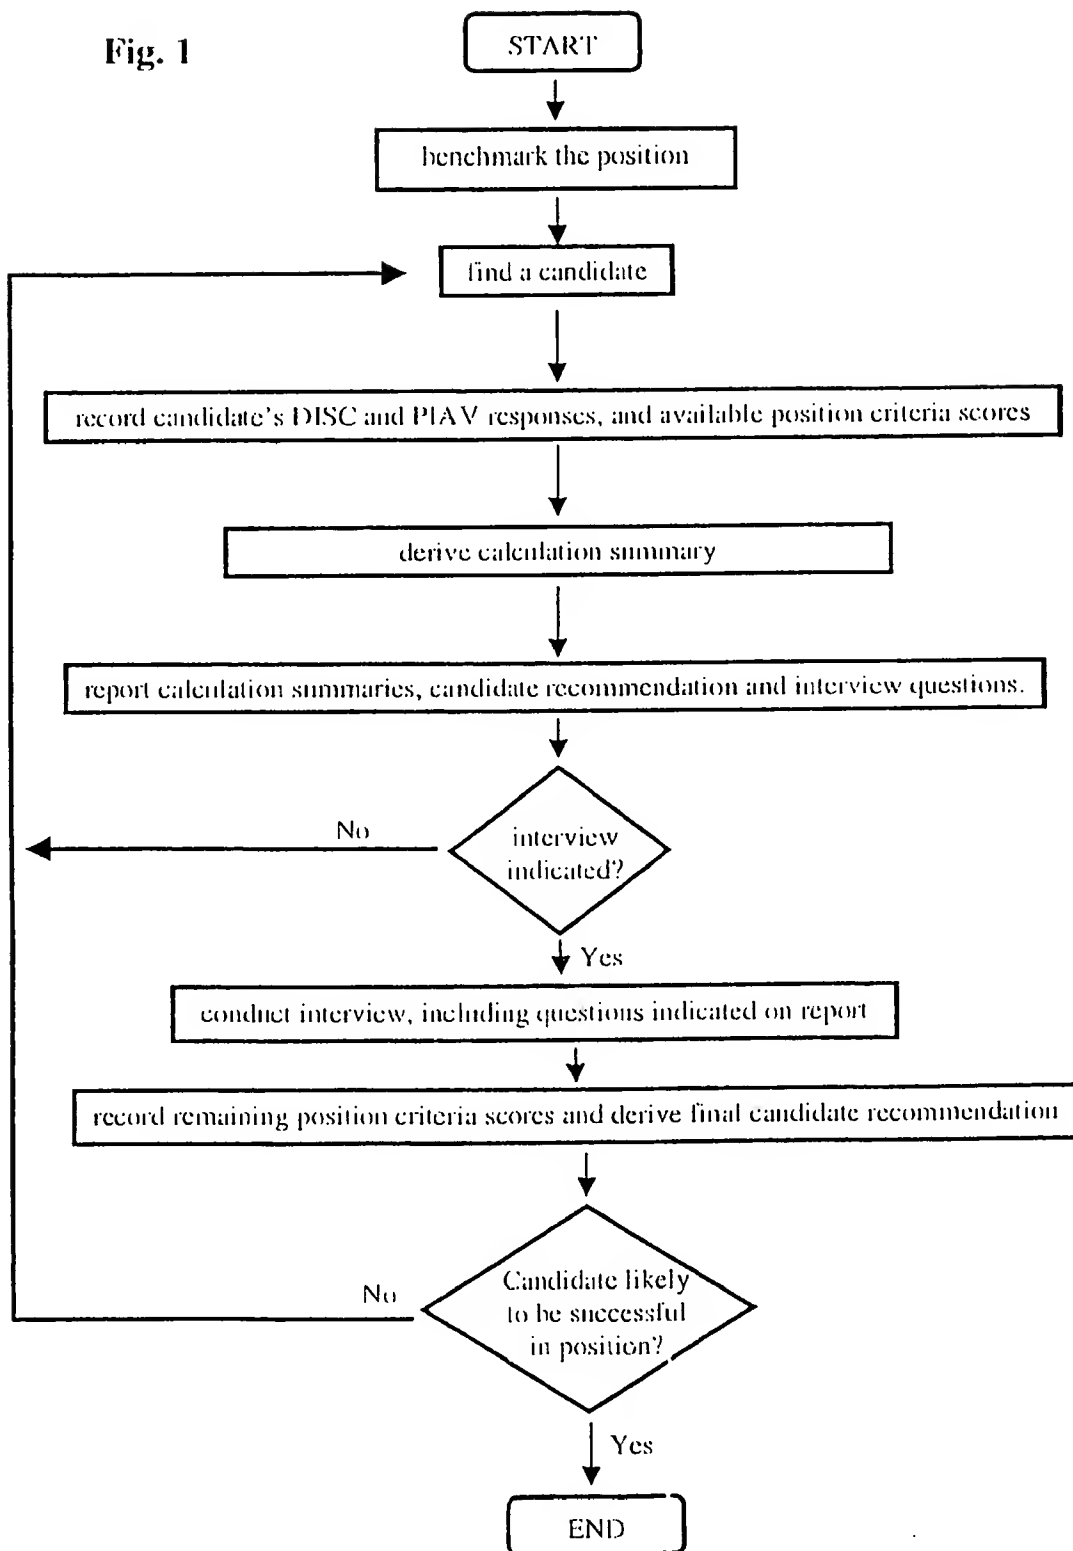 Fig. 1
START
benchmark the position
find a candidate
record candidate's DISC and PIAV responses, and available position criteria scores
derive calculation summary
report calculation summaries, candidate recommendation and interview questions.
No
interview
indicated?
Yes
conduct interview, including questions indicated on report
record remaining position criteria scores and derive final candidate recommendation
No
Candidate likely
to be successful
in position?
Yes
END